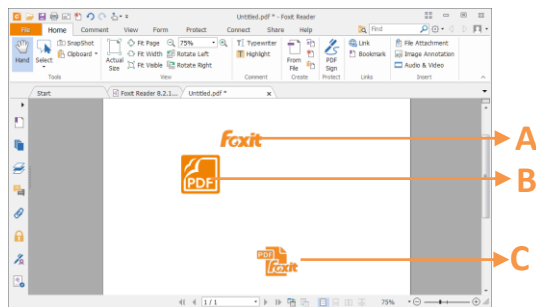 Untitled.pdf * - Foxit Reader
File Home Comment View Form Protect Connect Share Help Find
Hand Select SnapShot Clipboard Actual Size Fit Page Fit Width Fit Visible 75% Rotate Left Rotate Right Typewriter Highlight From File PDF Sign Link Bookmark File Attachment Image Annotation Audio & Video
Tools View Comment Create Protect Links Insert
Start Foxit Reader 8.2.1... Untitled.pdf * x
foxit A
PDF B
PDF foxit C
1 / 1 75%